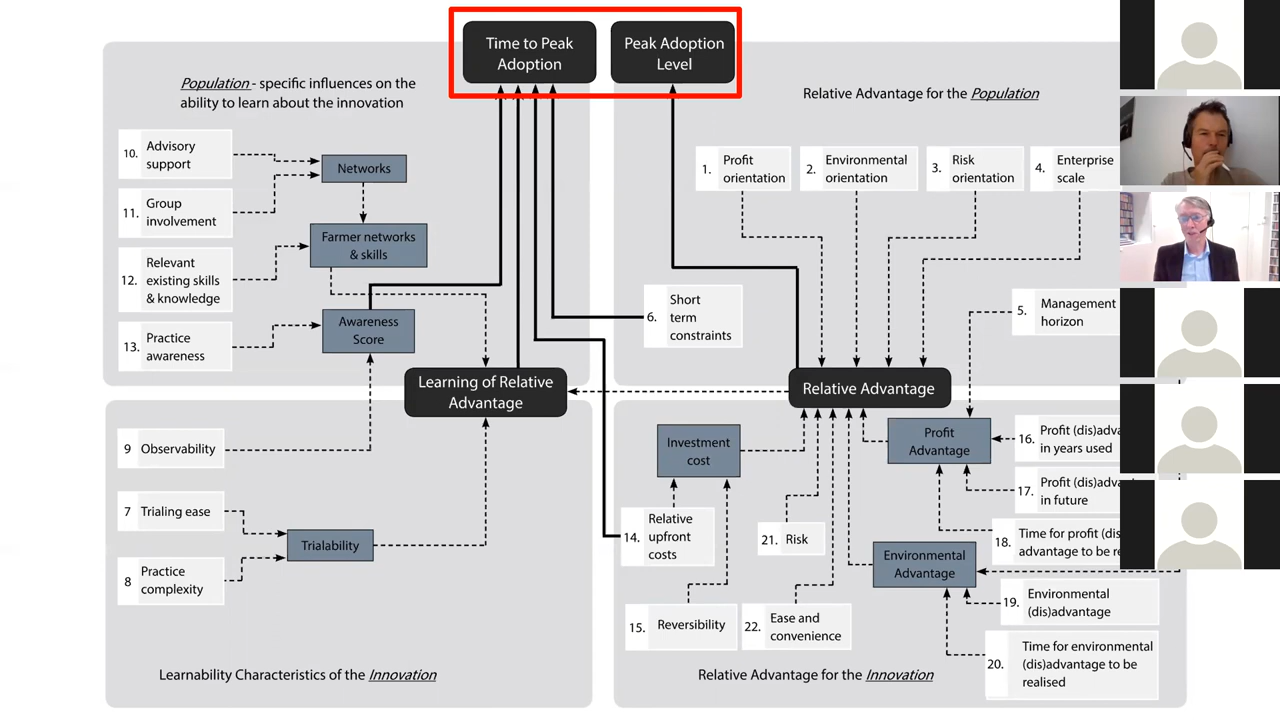 Time to Peak
Adoption
Peak Adoption
Level
Population - specific influences on the
ability to learn about the innovation
Relative Advantage for the Population
10. Advisory
support
11. Group
involvement
12. Relevant
existing skills
& knowledge
13. Practice
awareness
Networks
Farmer networks
& skills
Awareness
Score
1. Profit
orientation
2. Environmental
orientation
3. Risk
orientation
4. Enterprise
scale
5. Management
horizon
6. Short
term
constraints
Learning of Relative
Advantage
Relative Advantage
9 Observability
7 Trialing ease
8 Practice
complexity
Trialability
Learnability Characteristics of the Innovation
Investment
cost
Profit
Advantage
Environmental
Advantage
14. Relative
upfront
costs
15. Reversibility
21. Risk
22. Ease and
convenience
16. Profit
in years used
17. Profit
in future
18. Time for profit
advantage to be
19. Environmental
(dis)advantage
20. Time for environmental
(dis)advantage to be
realised
Relative Advantage for the Innovation